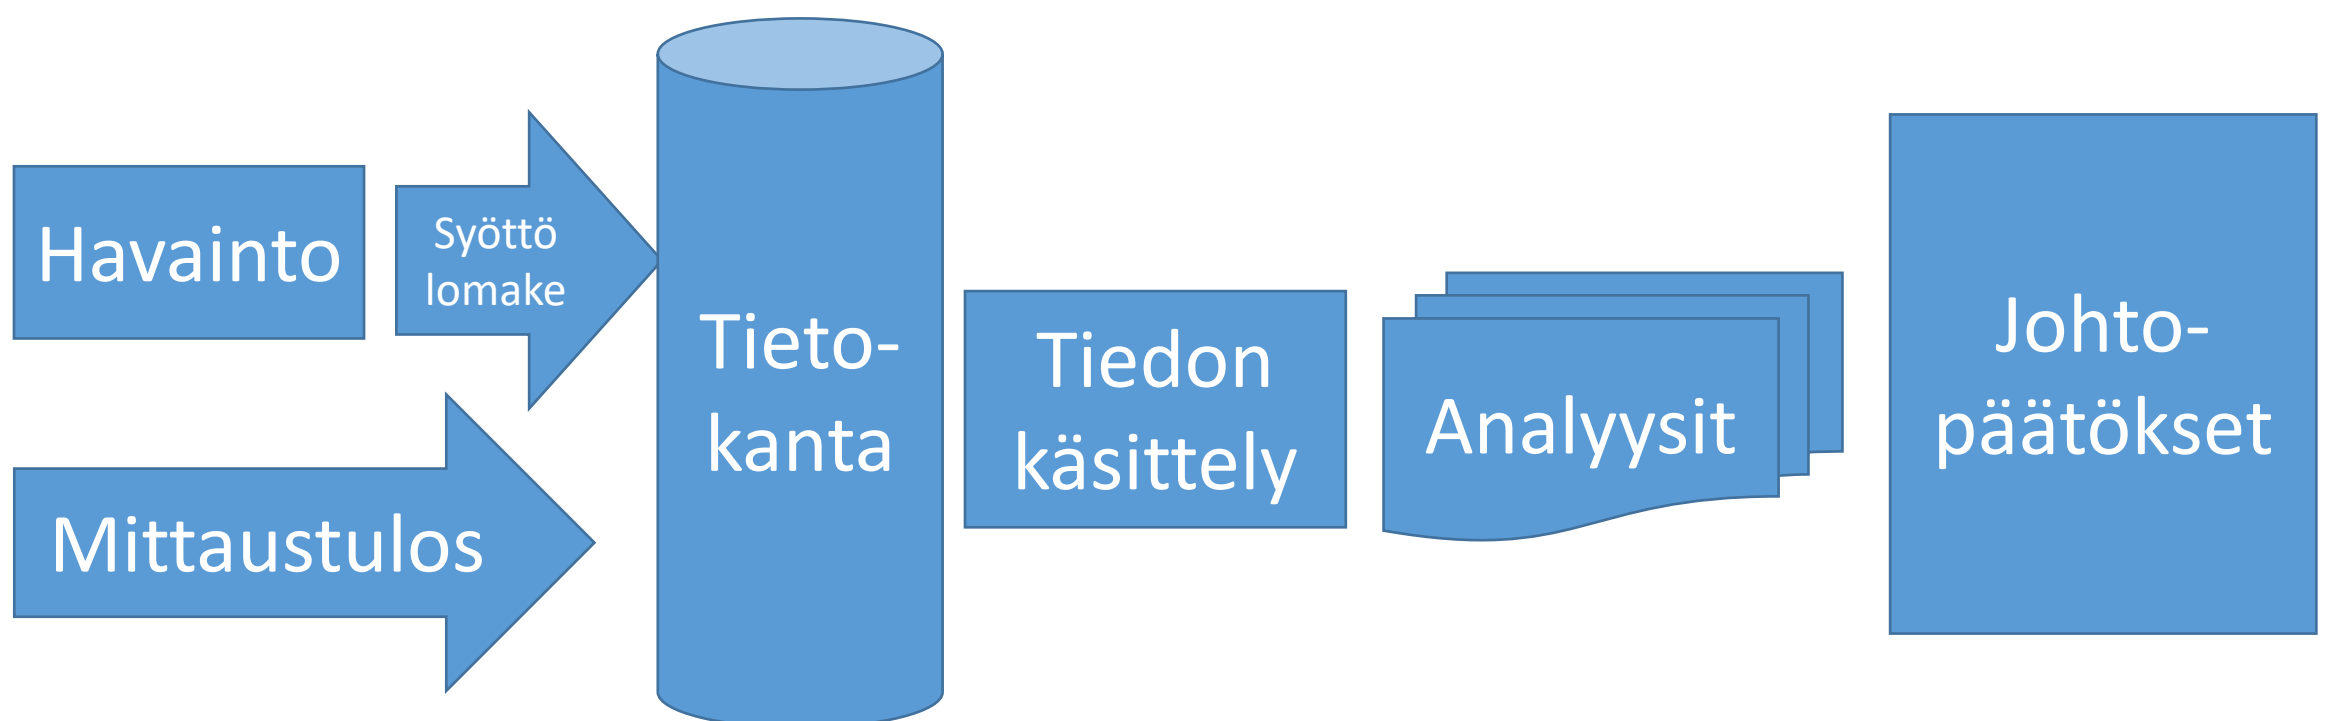 Havainto
Syöttö
lomake
Mittaustulos
Tieto-
kanta
Tiedon
käsittely
Analyysit
Johto-
päätökset